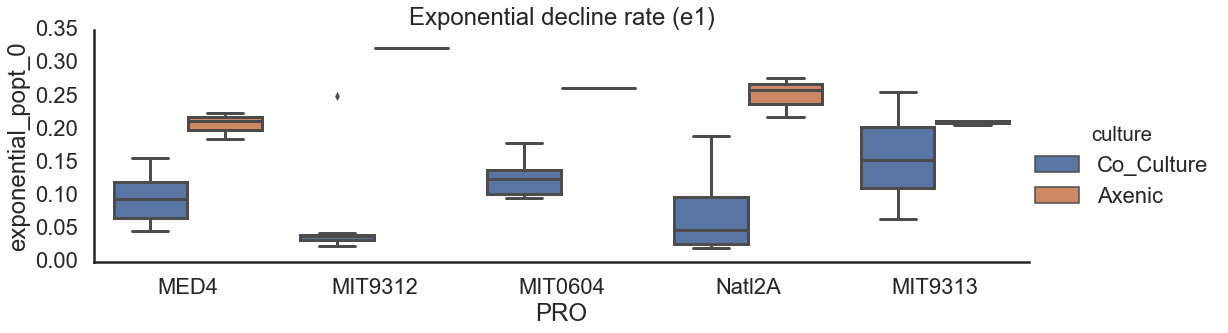 Exponential decline rate (e1)
exponential_popt_0
0.35
0.30
0.25
0.20
0.15
0.10
0.05
0.00
MED4
MIT9312
MIT0604
Natl2A
MIT9313
PRO
culture
Co_Culture
Axenic